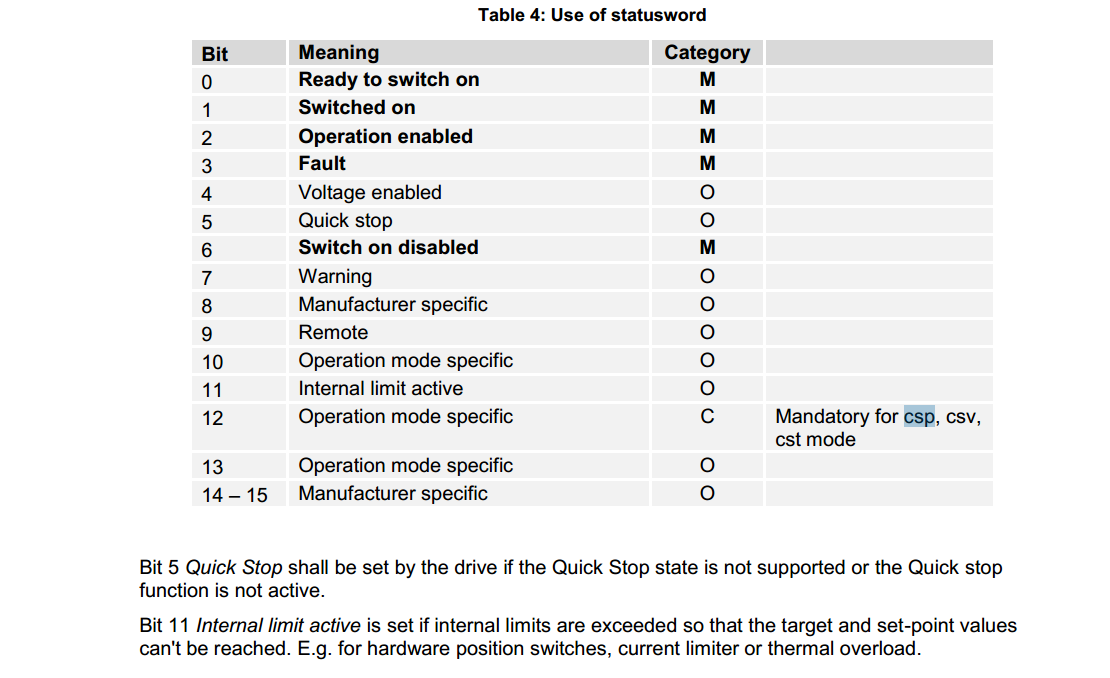 Table 4: Use of statusword
Bit Meaning Category
0 Ready to switch on M
1 Switched on M
2 Operation enabled M
3 Fault M
4 Voltage enabled O
5 Quick stop O
6 Switch on disabled M
7 Warning O
8 Manufacturer specific O
9 Remote O
10 Operation mode specific O
11 Internal limit active O
12 Operation mode specific C Mandatory for csp, csv,
cst mode
13 Operation mode specific O
14 – 15 Manufacturer specific O
Bit 5 Quick Stop shall be set by the drive if the Quick Stop state is not supported or the Quick stop
function is not active.
Bit 11 Internal limit active is set if internal limits are exceeded so that the target and set-point values
can't be reached. E.g. for hardware position switches, current limiter or thermal overload.